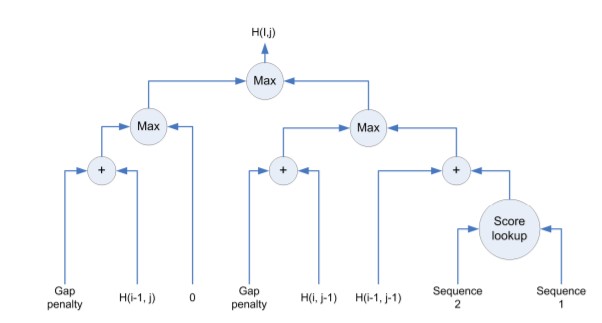 H(I,j)
Max
Max
Max
+
+
+
Score
lookup
Gap
penalty
H(i-1, j)
0
Gap
penalty
H(i, j-1)
H(i-1, j-1)
Sequence
2
Sequence
1